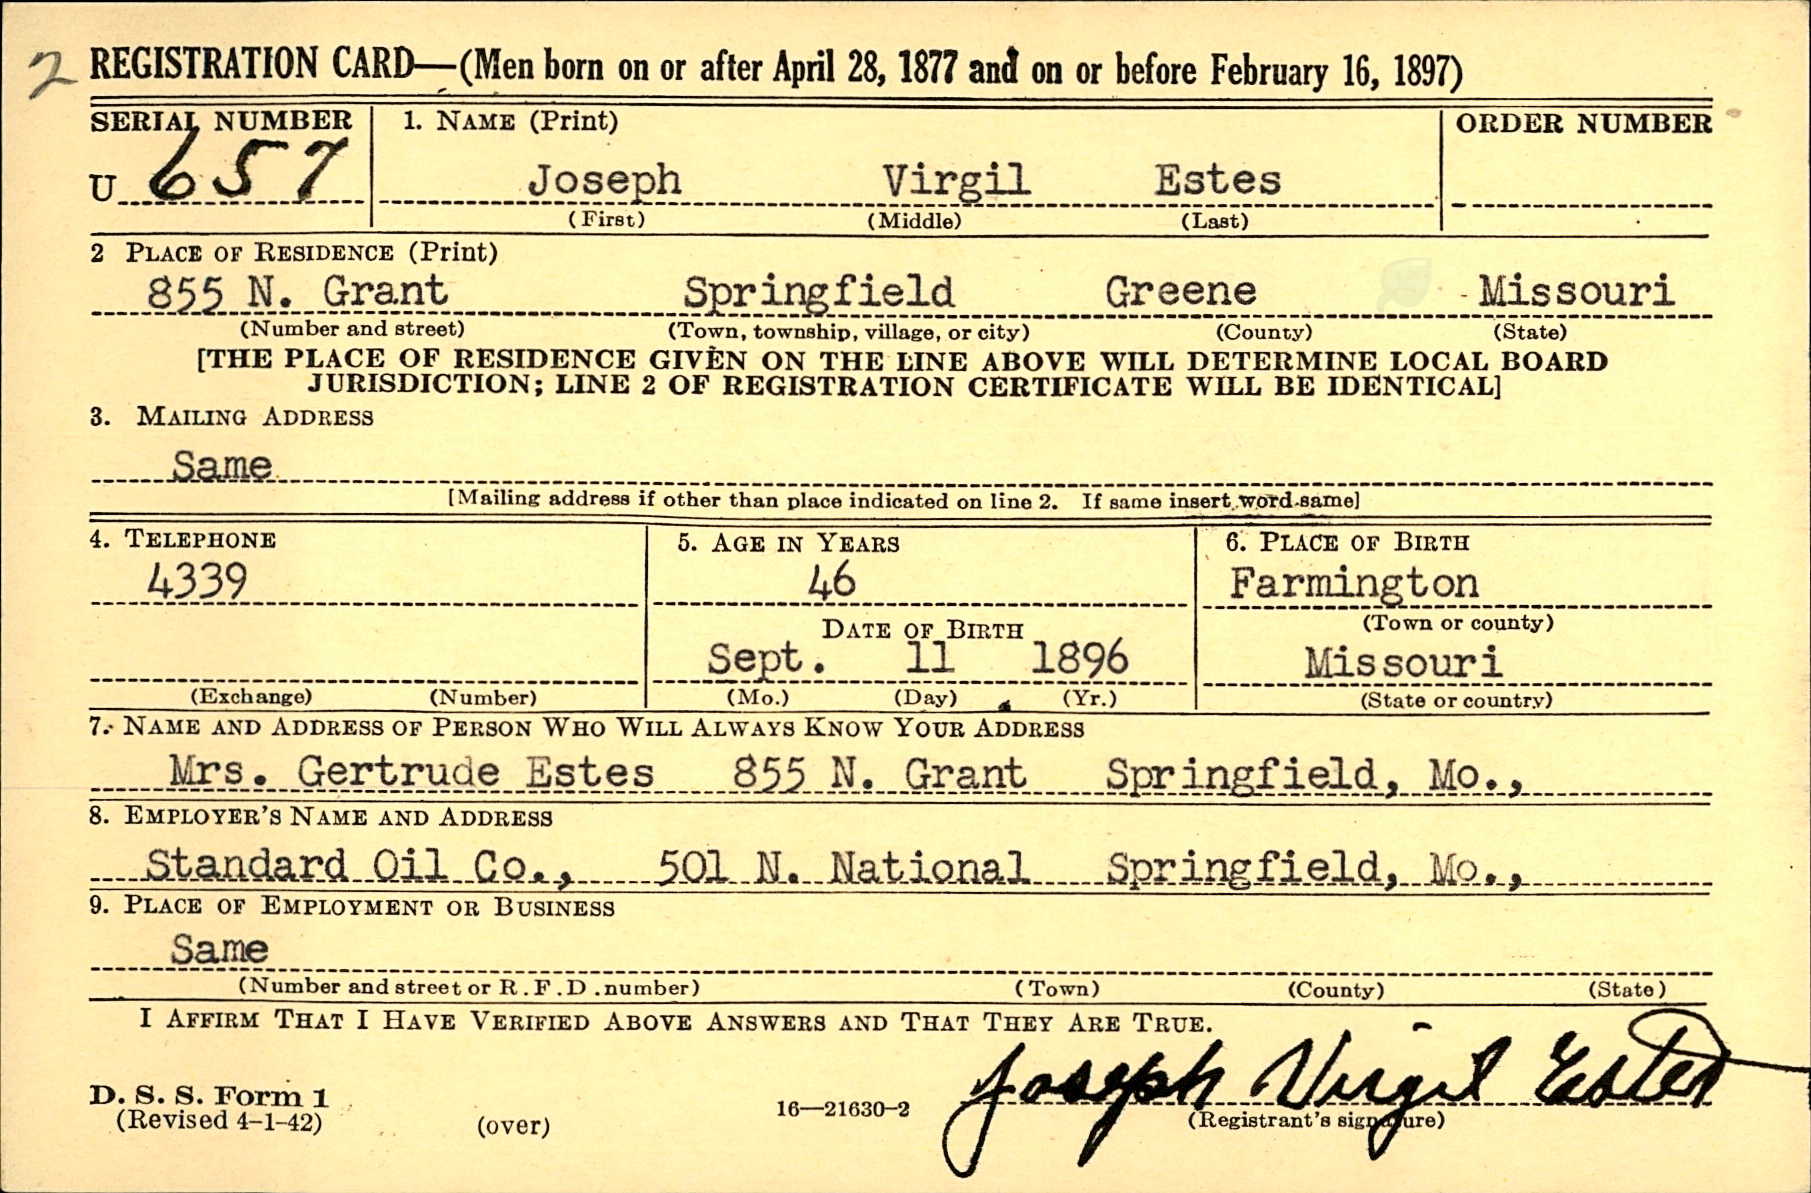 2 REGISTRATION CARD—(Men born on or after April 28, 1877 and on or before February 16, 1897)
SERIAL NUMBER 1. NAME (Print) ORDER NUMBER
U 657 Joseph Virgil Estes
(First) (Middle) (Last)
2 PLACE OF RESIDENCE (Print)
855 N. Grant Springfield Greene Missouri
(Number and street) (Town, township, village, or city) (County) (State)
[THE PLACE OF RESIDENCE GIVEN ON THE LINE ABOVE WILL DETERMINE LOCAL BOARD
JURISDICTION; LINE 2 OF REGISTRATION CERTIFICATE WILL BE IDENTICAL]
3. MAILING ADDRESS
Same
[Mailing address if other than place indicated on line 2. If same insert word same]
4. TELEPHONE 5. AGE IN YEARS 6. PLACE OF BIRTH
4339 46 Farmington
DATE OF BIRTH (Town or county)
Sept. 11 1896 Missouri
(Exchange) (Number) (Mo.) (Day) (Yr.) (State or country)
7. NAME AND ADDRESS OF PERSON WHO WILL ALWAYS KNOW YOUR ADDRESS
Mrs. Gertrude Estes 855 N. Grant Springfield, Mo.,
8. EMPLOYER'S NAME AND ADDRESS
Standard Oil Co., 501 N. National Springfield, Mo.,
9. PLACE OF EMPLOYMENT OR BUSINESS
Same
(Number and street or R.F.D. number) (Town) (County) (State)
I AFFIRM THAT I HAVE VERIFIED ABOVE ANSWERS AND THAT THEY ARE TRUE.
Joseph Virgil Estes
D. S. S. Form 1
(Revised 4-1-42) (over) 16—21630-2 (Registrant's signature)